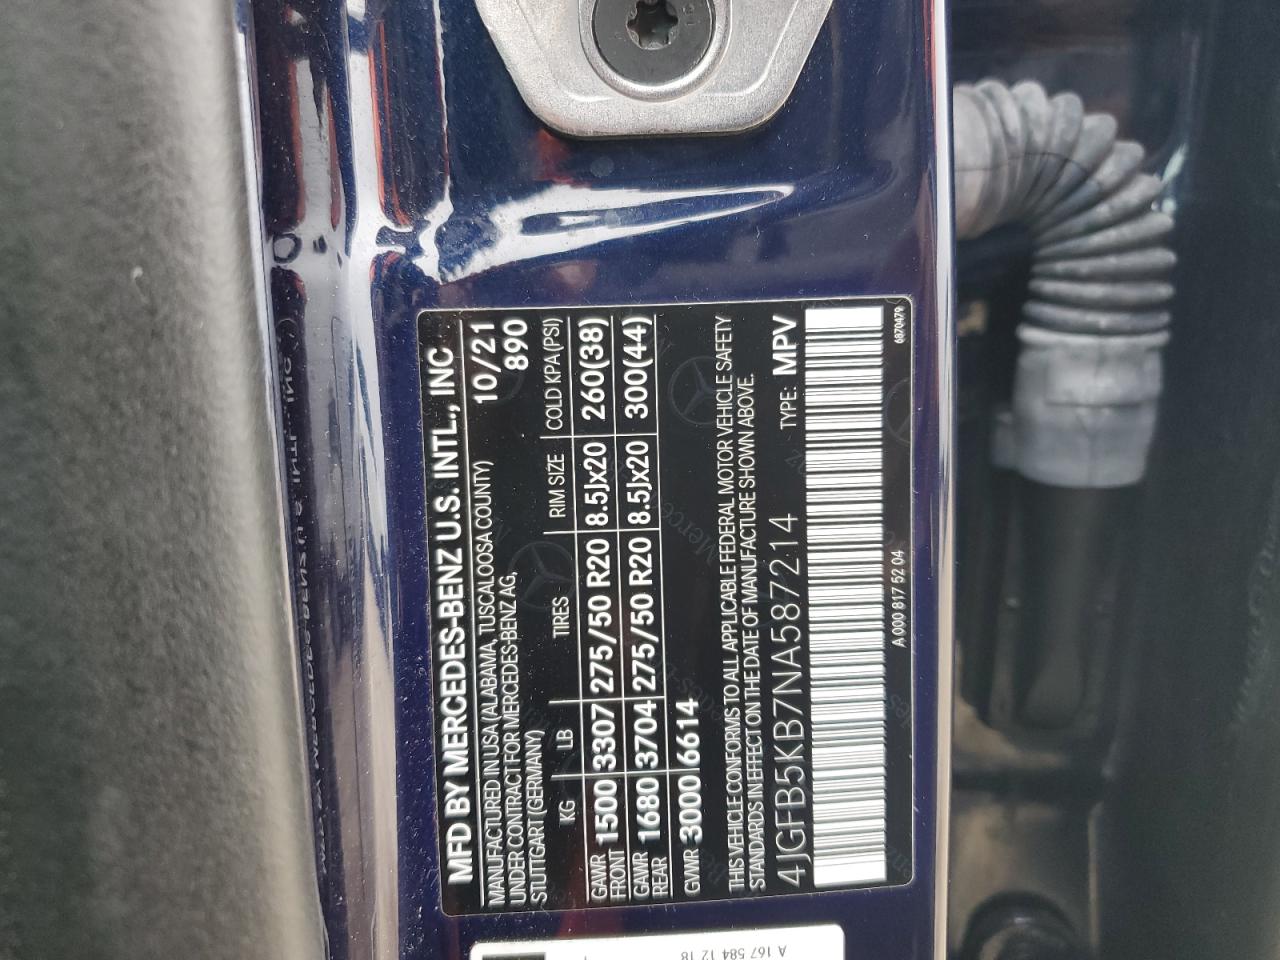 MFD BY MERCEDES-BENZ U.S. INTL., INC
MANUFACTURED IN USA (ALABAMA, TUSCALOOSA COUNTY) 10/21
UNDER CONTRACT FOR MERCEDES-BENZ AG, 890
STUTTGART (GERMANY)
KG LB TIRES RIM SIZE COLD KPA (PSI)
GAWR FRONT 1500 3307 275/50 R20 8.5Jx20 260(38)
GAWR REAR 1680 3704 275/50 R20 8.5Jx20 300(44)
GVWR 3000 6614
THIS VEHICLE CONFORMS TO ALL APPLICABLE FEDERAL MOTOR VEHICLE SAFETY
STANDARDS IN EFFECT ON THE DATE OF MANUFACTURE SHOWN ABOVE.
4JGFB5KB7NA587214 TYPE: MPV
A 000 817 52 04 6870479
A 167 584 12 18